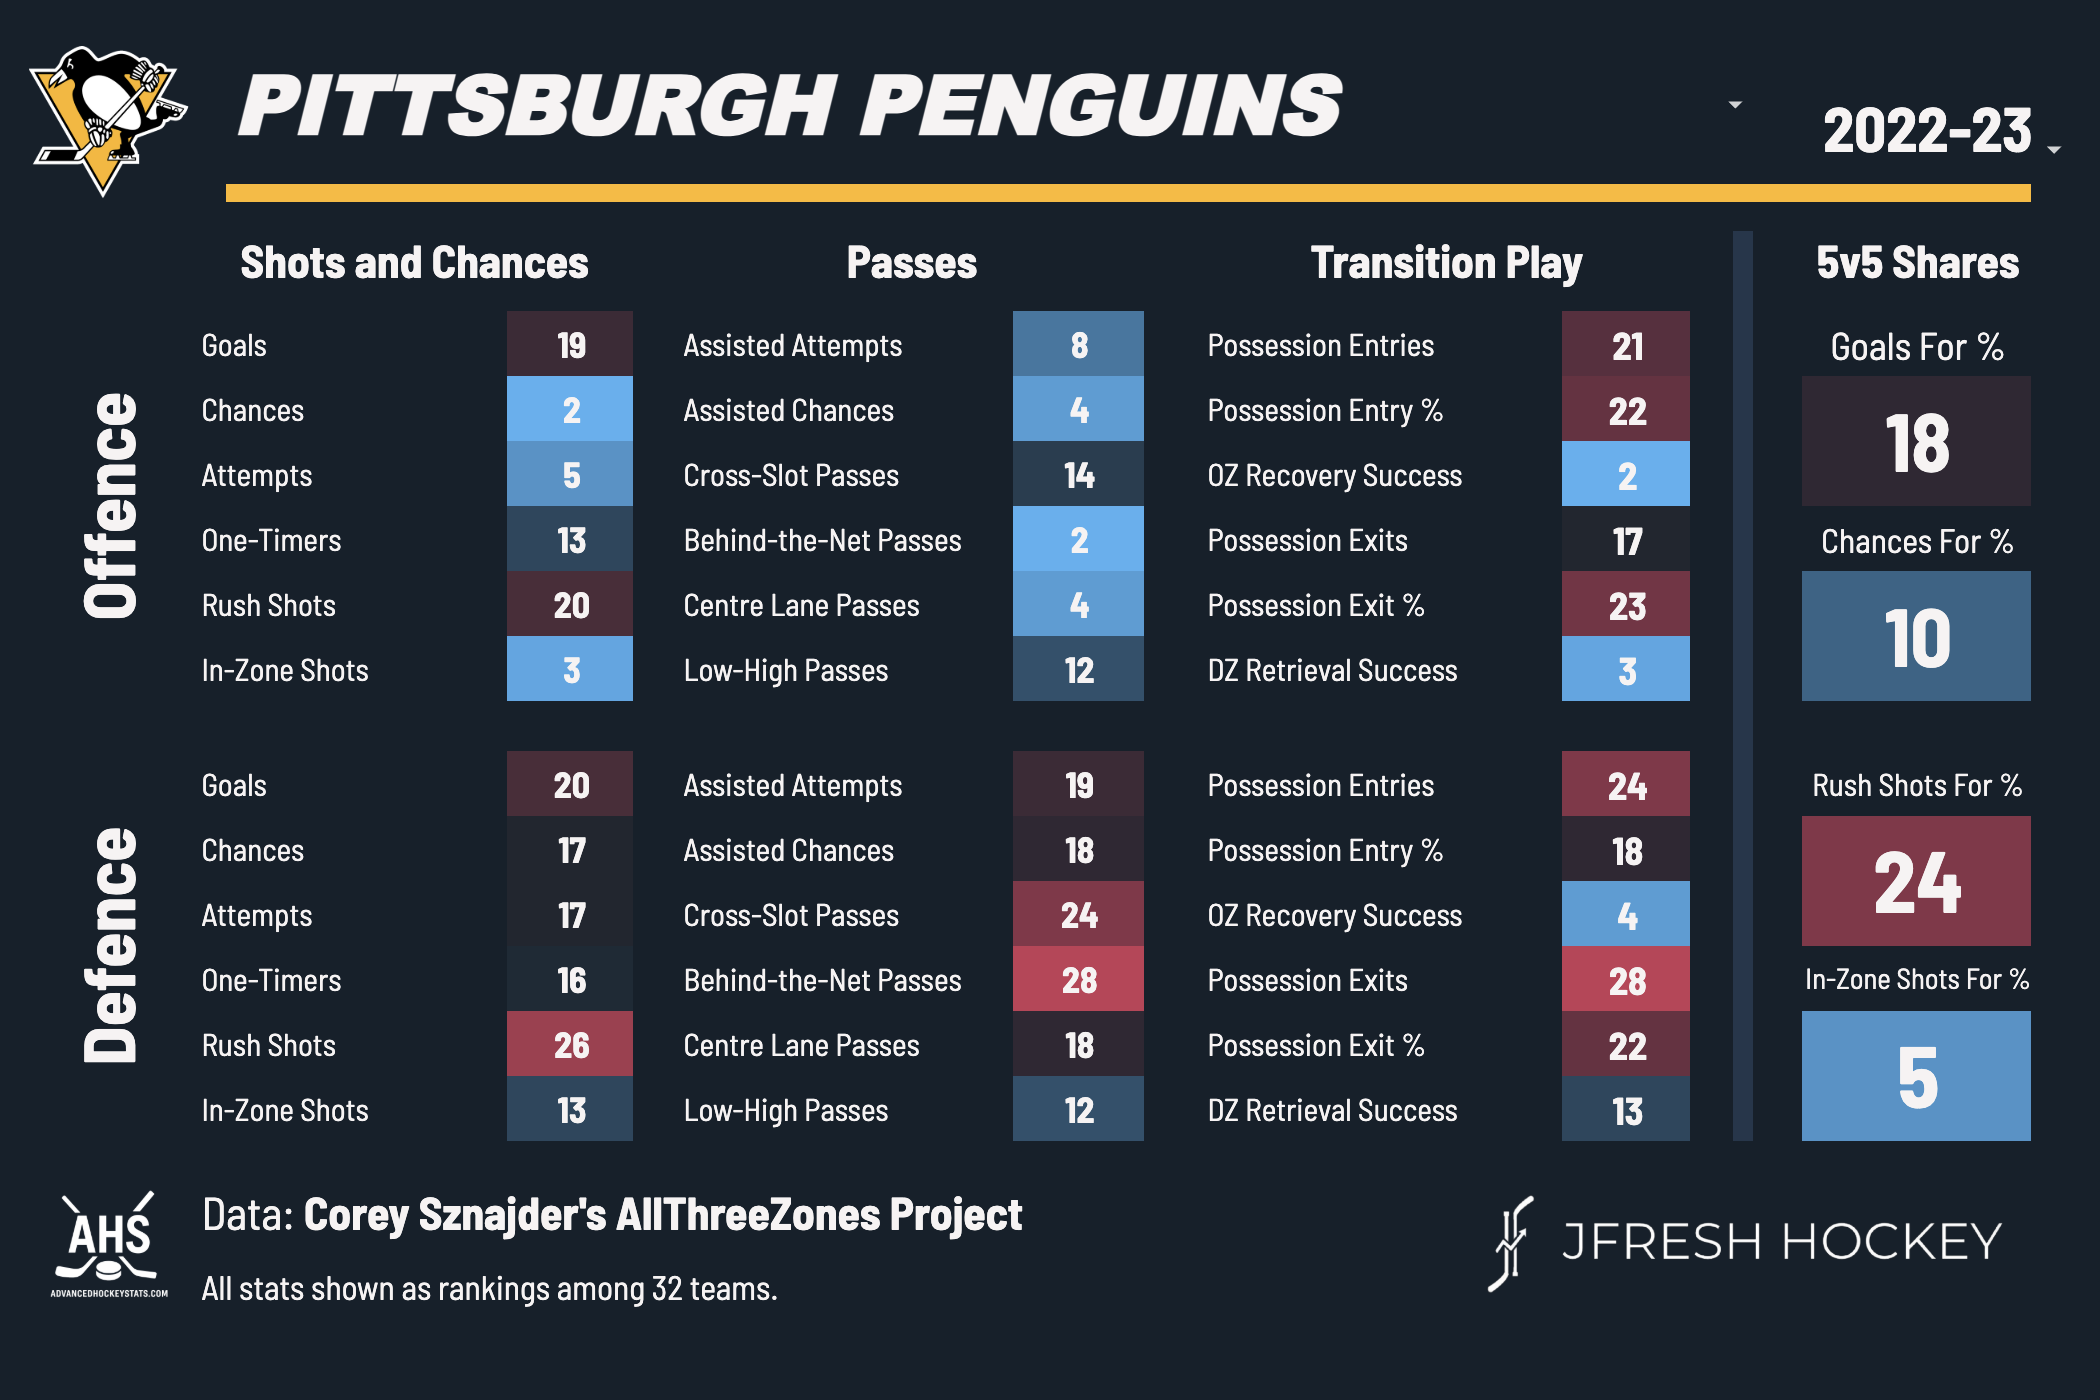 PITTSBURGH PENGUINS
2022-23
Shots and Chances
Passes
Transition Play
5v5 Shares
Offence
Goals 19
Chances 2
Attempts 5
One-Timers 13
Rush Shots 20
In-Zone Shots 3
Assisted Attempts 8
Assisted Chances 4
Cross-Slot Passes 14
Behind-the-Net Passes 2
Centre Lane Passes 4
Low-High Passes 12
Possession Entries 21
Possession Entry % 22
OZ Recovery Success 2
Possession Exits 17
Possession Exit % 23
DZ Retrieval Success 3
Goals For %
18
Chances For %
10
Defence
Goals 20
Chances 17
Attempts 17
One-Timers 16
Rush Shots 26
In-Zone Shots 13
Assisted Attempts 19
Assisted Chances 18
Cross-Slot Passes 24
Behind-the-Net Passes 28
Centre Lane Passes 18
Low-High Passes 12
Possession Entries 24
Possession Entry % 18
OZ Recovery Success 4
Possession Exits 28
Possession Exit % 22
DZ Retrieval Success 13
Rush Shots For %
24
In-Zone Shots For %
5
AHS
ADVANCEDHOCKEYSTATS.COM
Data: Corey Sznajder's AllThreeZones Project
All stats shown as rankings among 32 teams.
JFRESH HOCKEY